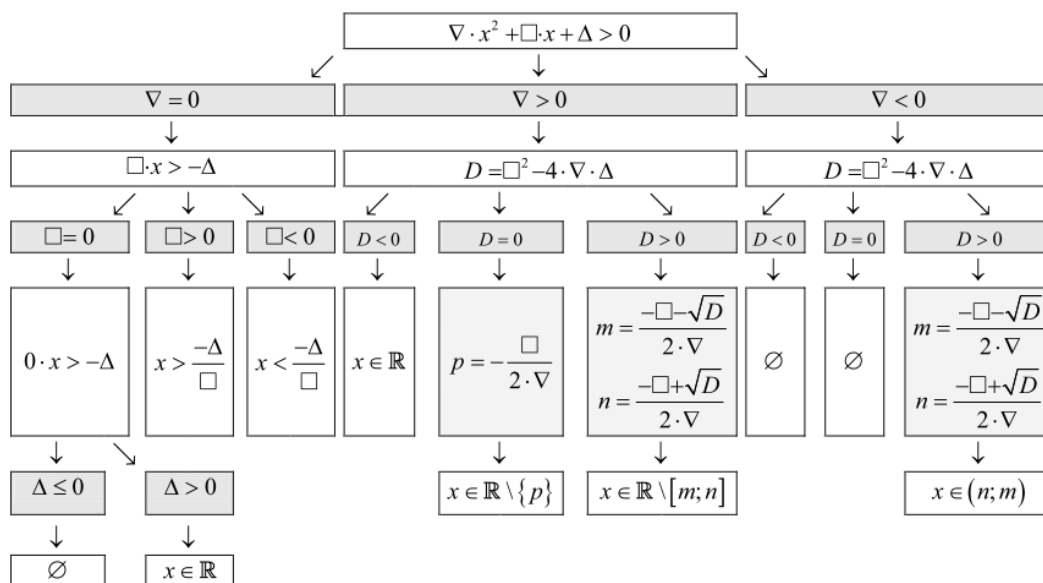 ∇ · x² + □ · x + Δ > 0
∇ = 0 ∇ > 0 ∇ < 0
□ · x > −Δ D = □² − 4 · ∇ · Δ D = □² − 4 · ∇ · Δ
□ = 0 □ > 0 □ < 0 D < 0 D = 0 D > 0 D < 0 D = 0 D > 0
0 · x > −Δ x > −Δ/□ x < −Δ/□ x ∈ ℝ p = −□/(2 · ∇) m = (−□ − √D)/(2 · ∇) ∅ ∅ m = (−□ − √D)/(2 · ∇)
n = (−□ + √D)/(2 · ∇) n = (−□ + √D)/(2 · ∇)
Δ ≤ 0 Δ > 0 x ∈ ℝ \ {p} x ∈ ℝ \ [m; n] x ∈ (n; m)
∅ x ∈ ℝ